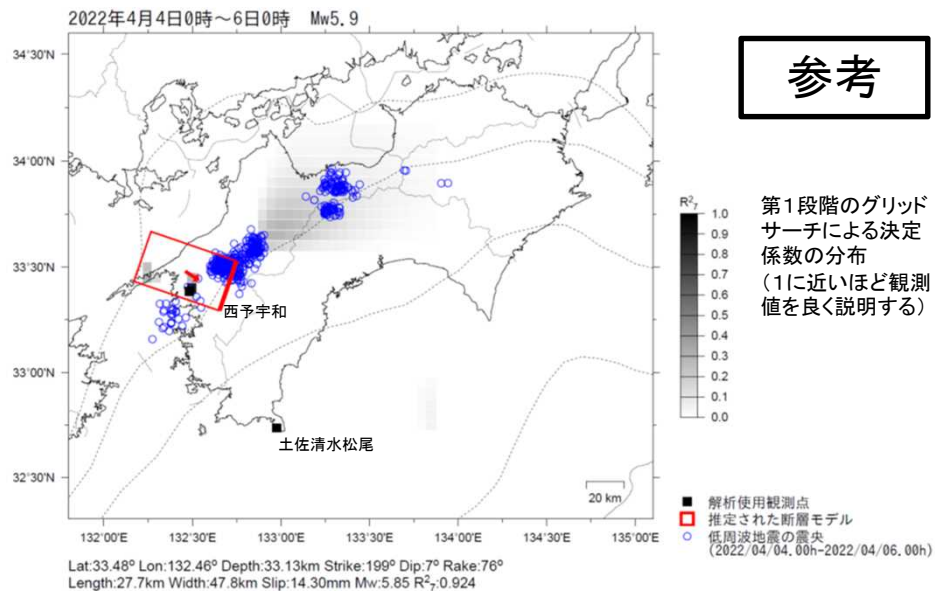 2022年4月4日0時～6日0時　Mw5.9
参考
34°30'N
34°00'N
33°30'N
33°00'N
32°30'N
132°00'E
132°30'E
133°00'E
133°30'E
134°00'E
134°30'E
135°00'E
西予宇和
土佐清水松尾
20 km
R²₇
1.0
0.9
0.8
0.7
0.6
0.5
0.4
0.3
0.2
0.1
0.0
第１段階のグリッド
サーチによる決定
係数の分布
（１に近いほど観測
値を良く説明する）
解析使用観測点
推定された断層モデル
低周波地震の震央
(2022/04/04.00h-2022/04/06.00h)
Lat:33.48° Lon:132.46° Depth:33.13km Strike:199° Dip:7° Rake:76°
Length:27.7km Width:47.8km Slip:14.30mm Mw:5.85 R²₇:0.924